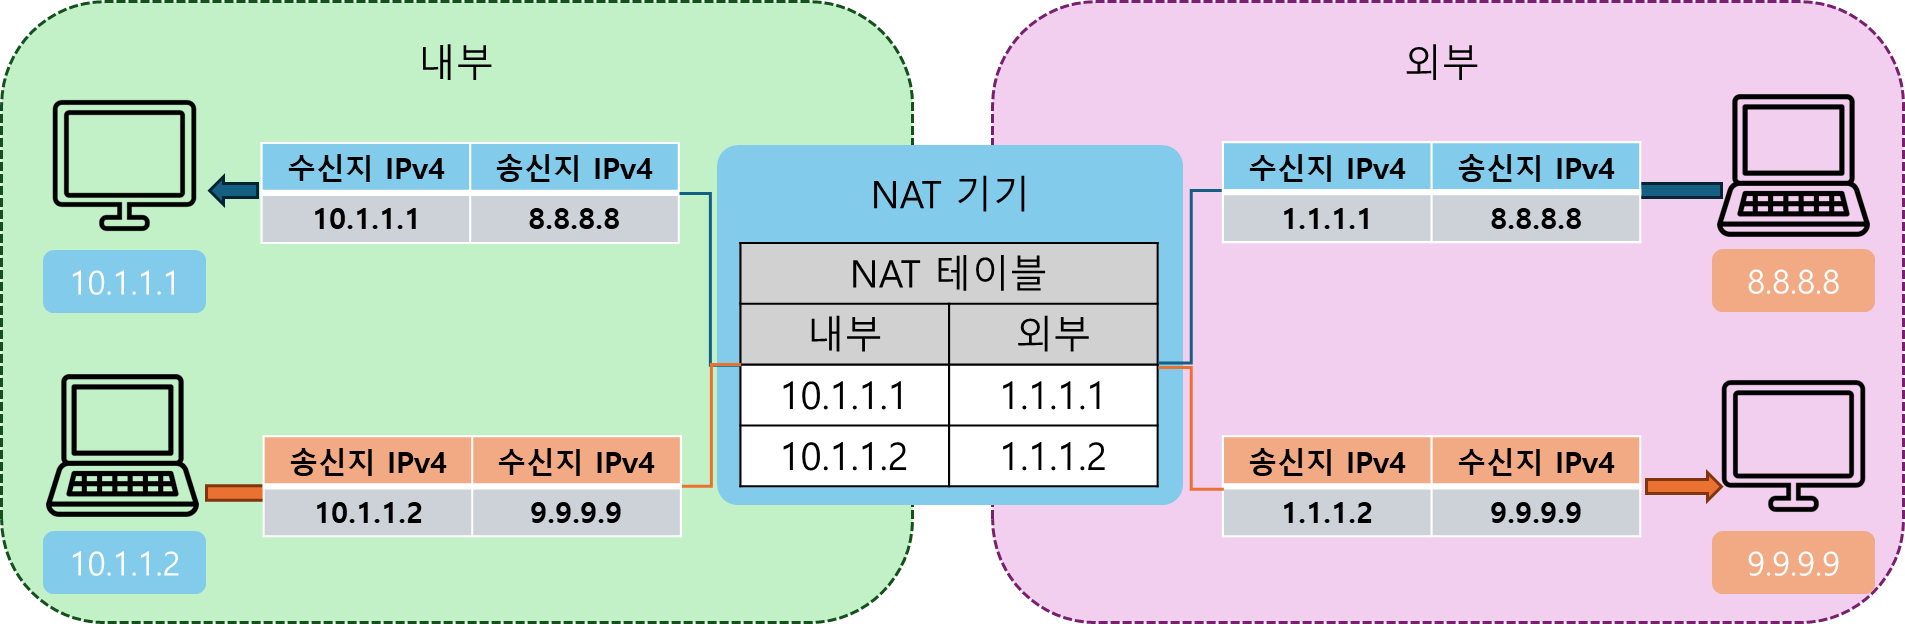 내부
외부
수신지 IPv4 송신지 IPv4
10.1.1.1 8.8.8.8
10.1.1.1
송신지 IPv4 수신지 IPv4
10.1.1.2 9.9.9.9
10.1.1.2
NAT 기기
NAT 테이블
내부 외부
10.1.1.1 1.1.1.1
10.1.1.2 1.1.1.2
수신지 IPv4 송신지 IPv4
1.1.1.1 8.8.8.8
8.8.8.8
송신지 IPv4 수신지 IPv4
1.1.1.2 9.9.9.9
9.9.9.9